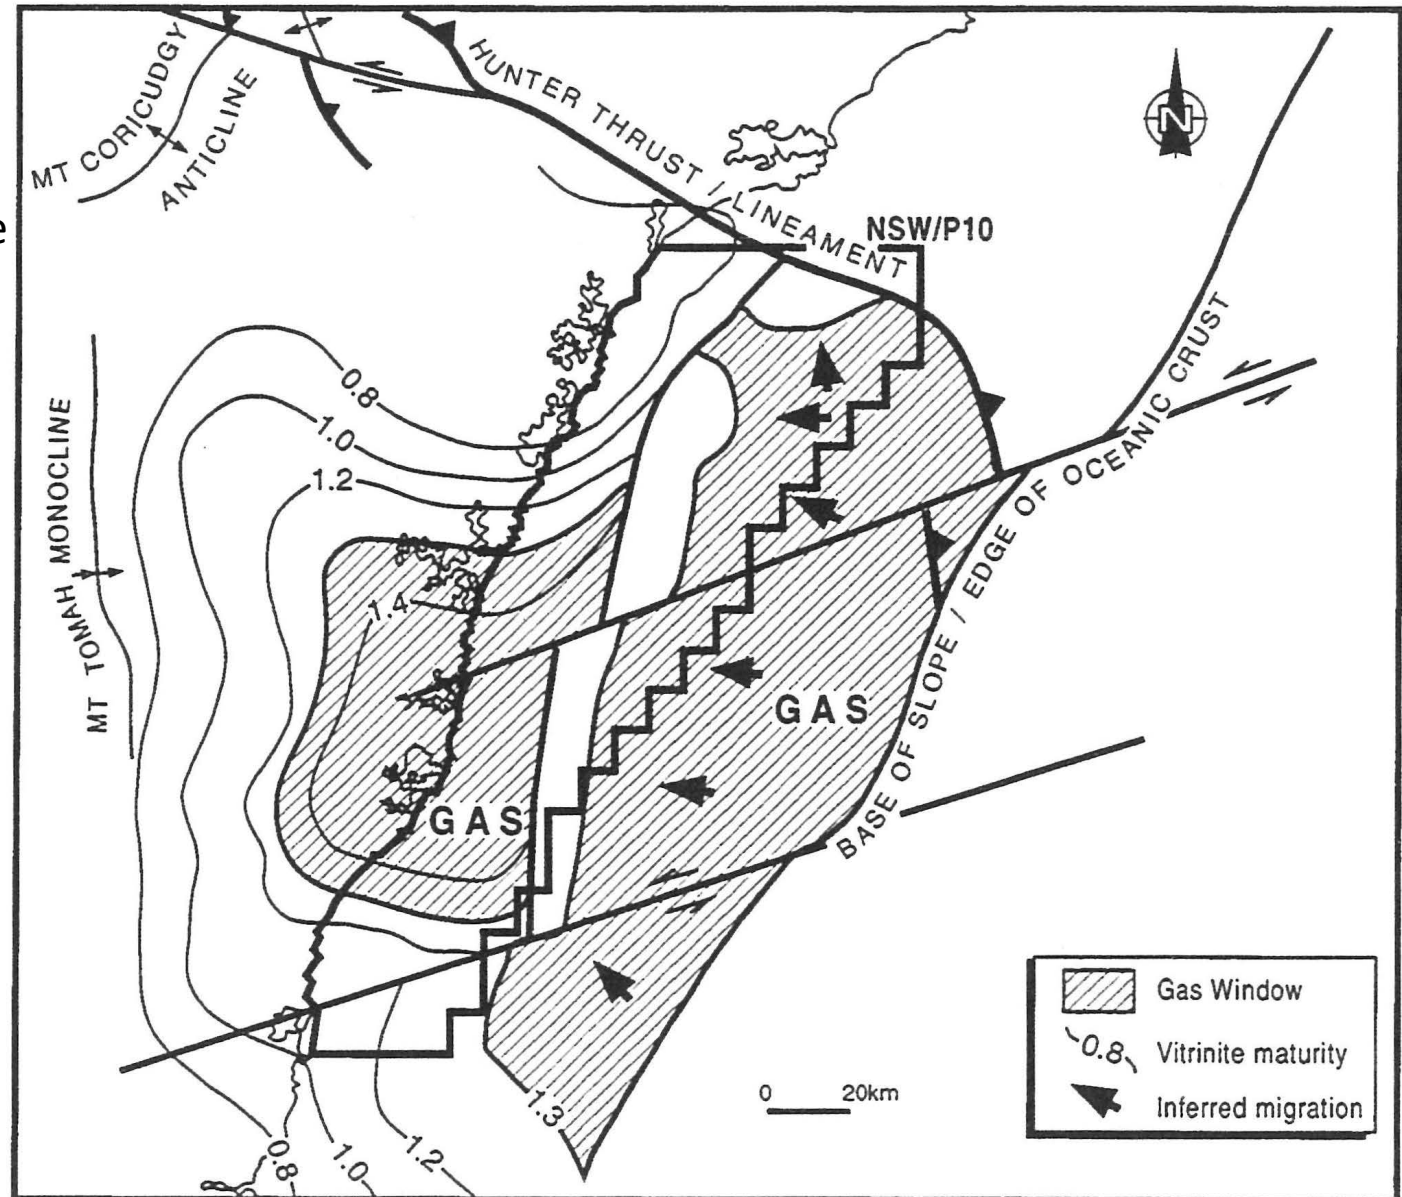 MT CORICUDGY
ANTICLINE
HUNTER THRUST / LINEAMENT
N
NSW/P10
MT TOMAH MONOCLINE
0.8
1.0
1.2
1.4
GAS
GAS
BASE OF SLOPE / EDGE OF OCEANIC CRUST
1.3
0.8
1.0
1.2
0 20km
Gas Window
0.8 Vitrinite maturity
Inferred migration